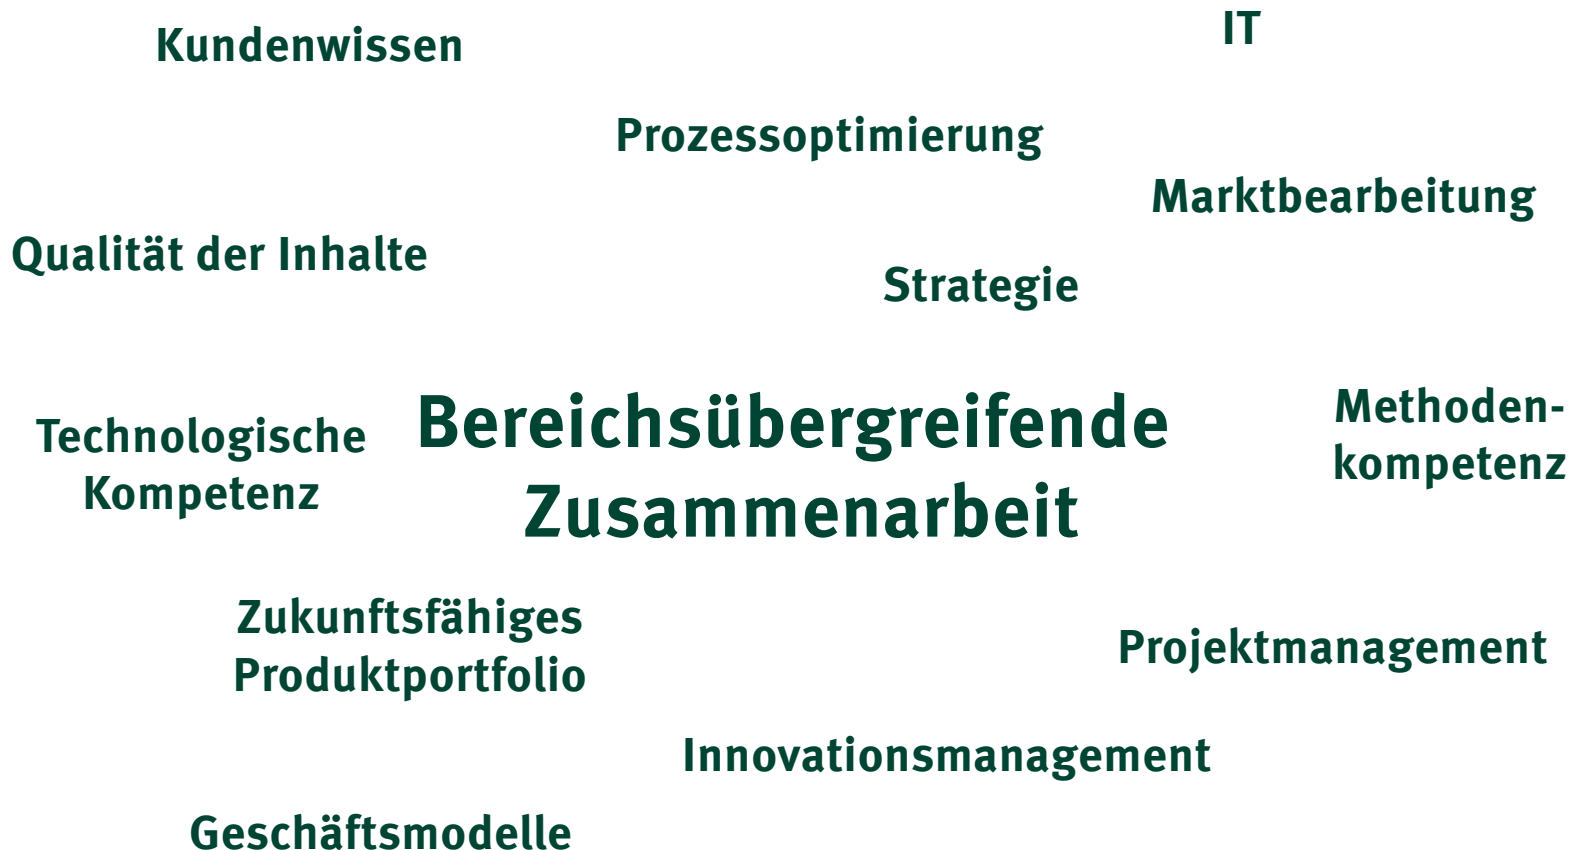 Kundenwissen
IT
Prozessoptimierung
Marktbearbeitung
Qualität der Inhalte
Strategie
Bereichsübergreifende
Zusammenarbeit
Technologische
Kompetenz
Methoden-
kompetenz
Zukunftsfähiges
Produktportfolio
Projektmanagement
Innovationsmanagement
Geschäftsmodelle